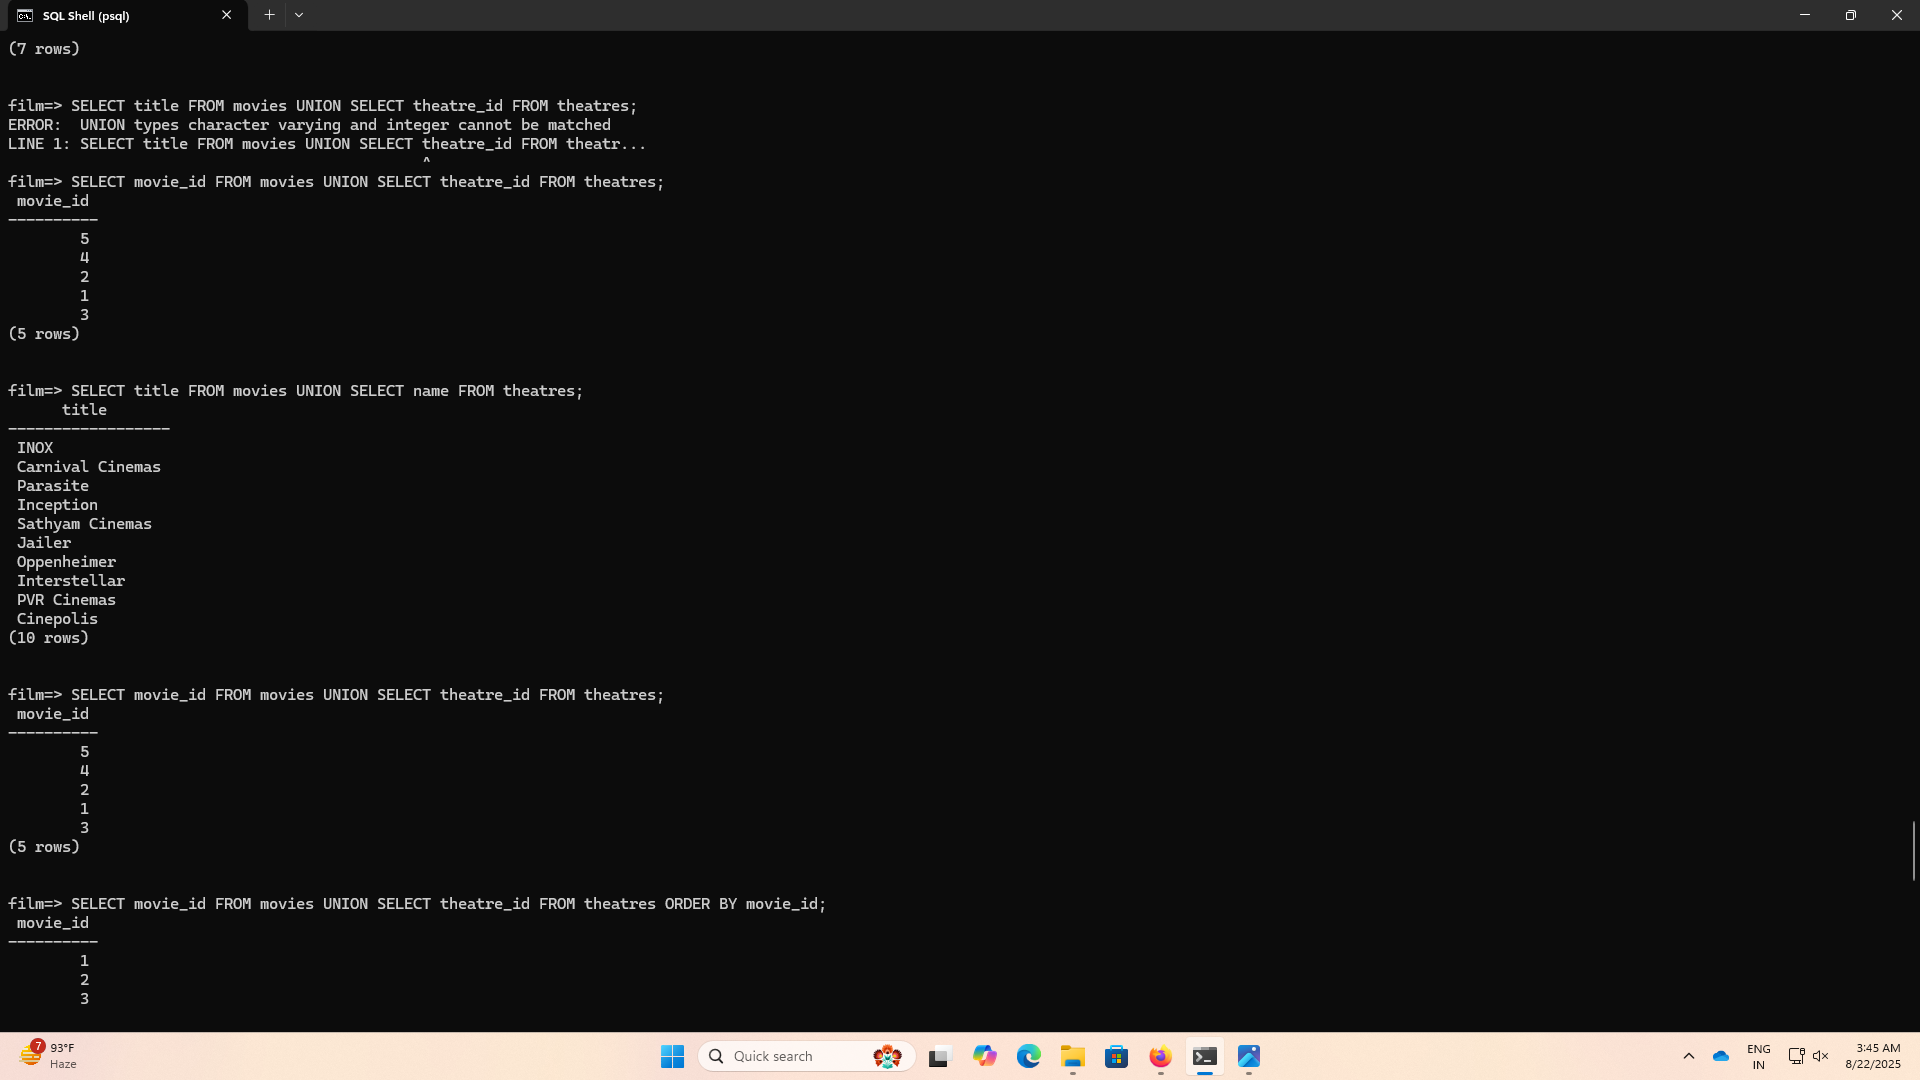 SQL Shell (psql)
(7 rows)
film=> SELECT title FROM movies UNION SELECT theatre_id FROM theatres;
ERROR:  UNION types character varying and integer cannot be matched
LINE 1: SELECT title FROM movies UNION SELECT theatre_id FROM theatr...
^
film=> SELECT movie_id FROM movies UNION SELECT theatre_id FROM theatres;
movie_id
----------
5
4
2
1
3
(5 rows)
film=> SELECT title FROM movies UNION SELECT name FROM theatres;
title
------------------
INOX
Carnival Cinemas
Parasite
Inception
Sathyam Cinemas
Jailer
Oppenheimer
Interstellar
PVR Cinemas
Cinepolis
(10 rows)
film=> SELECT movie_id FROM movies UNION SELECT theatre_id FROM theatres;
movie_id
----------
5
4
2
1
3
(5 rows)
film=> SELECT movie_id FROM movies UNION SELECT theatre_id FROM theatres ORDER BY movie_id;
movie_id
----------
1
2
3
7
93°F
Haze
Quick search
ENG
IN
3:45 AM
8/22/2025